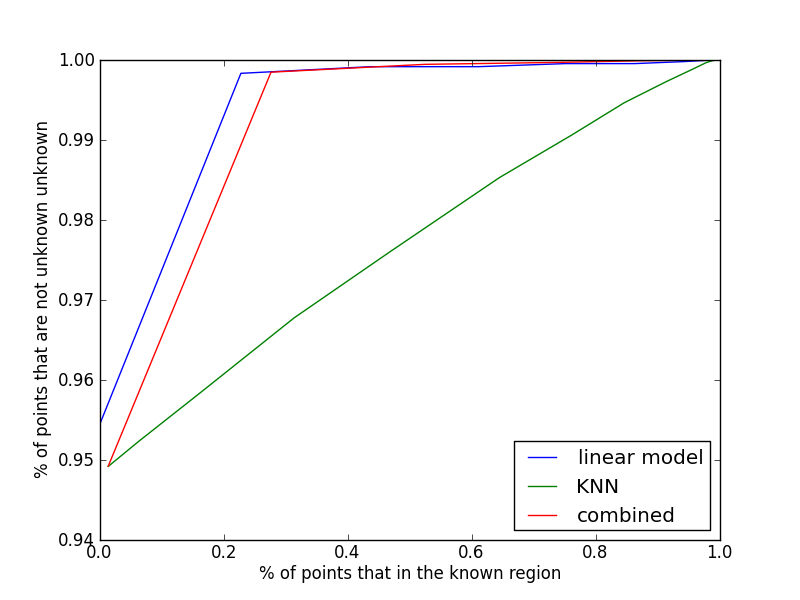 1.00
0.99
0.98
0.97
0.96
0.95
0.94
% of points that are not unknown unknown
0.0 0.2 0.4 0.6 0.8 1.0
% of points that in the known region
linear model
KNN
combined